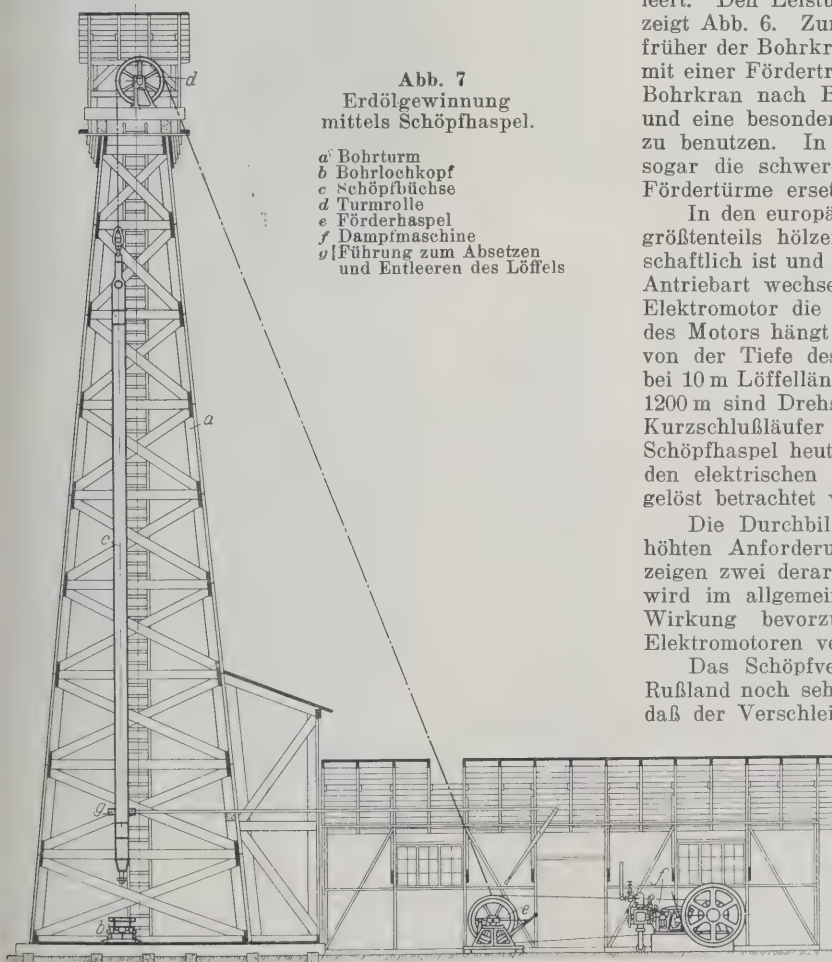 Abb. 7
Erdölgewinnung
mittels Schöpfhaspel.
a Bohrturm
b Bohrlochkopf
c Schöpfbüchse
d Turmrolle
e Förderhaspel
f Dampfmaschine
g Führung zum Absetzen
und Entleeren des Löffels
d
a
c
g
b
e
f
leert. Den Leistu
zeigt Abb. 6. Zur
früher der Bohrkr
mit einer Fördertr
Bohrkran nach B
und eine besonder
zu benutzen. In
sogar die schwer
Fördertürme erset
In den europä
größtenteils hölze
schaftlich ist und
Antriebart wechse
Elektromotor die
des Motors hängt
von der Tiefe des
bei 10 m Löffellän
1200 m sind Drehs
Kurzschlußläufer
Schöpfhaspel heut
den elektrischen
gelöst betrachtet
Die Durchbil
höhten Anforderu
zeigen zwei derar
wird im allgemei
Wirkung bevorzu
Elektromotoren ve
Das Schöpfve
Rußland noch seh
daß der Verschlei